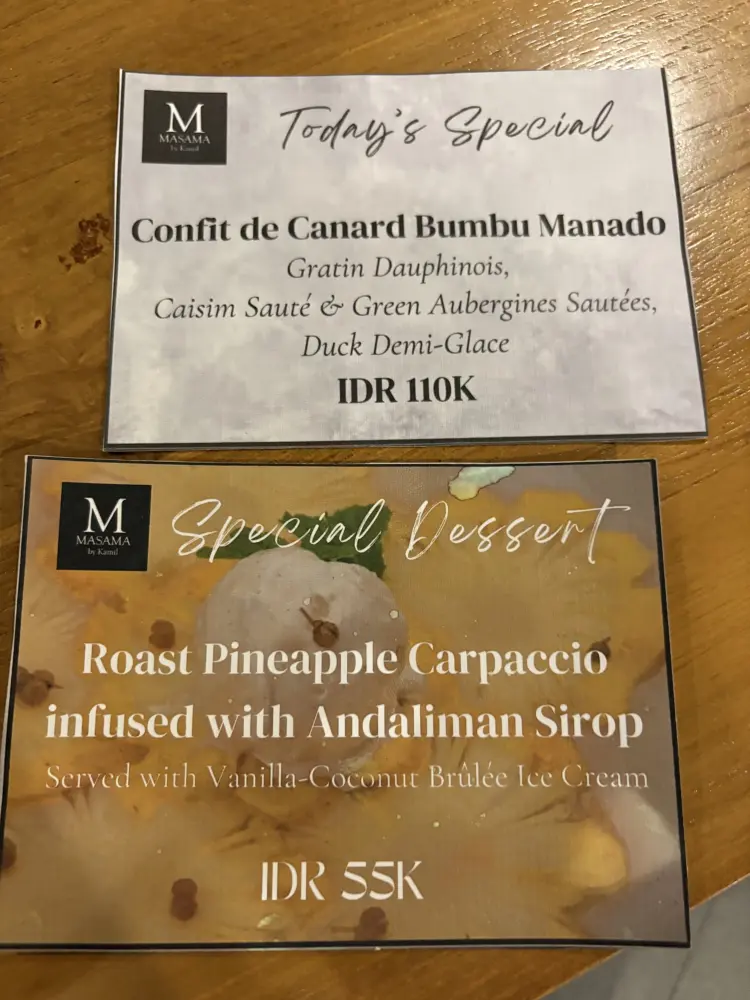 M
MASAMA
by Kamil
Today's Special
Confit de Canard Bumbu Manado
Gratin Dauphinois,
Caisim Sauté & Green Aubergines Sautées,
Duck Demi-Glace
IDR 110K
M
MASAMA
by Kamil
Special Dessert
Roast Pineapple Carpaccio
infused with Andaliman Sirop
Served with Vanilla-Coconut Brûlée Ice Cream
IDR 55K